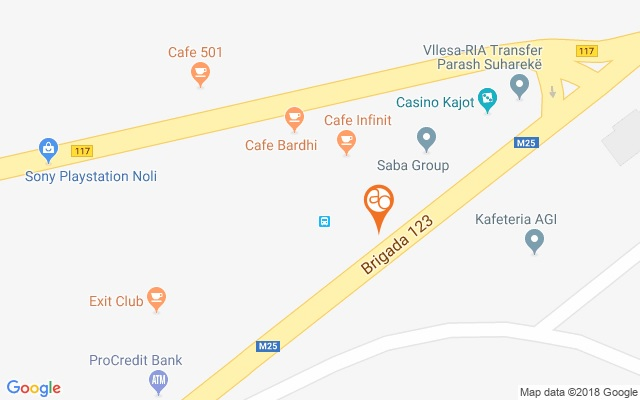 Cafe 501
Vllesa-RIA Transfer
Parash Suharekë
117
Casino Kajot
Cafe Infinit
Cafe Bardhi
M25
117
Saba Group
Sony Playstation Noli
Kafeteria AGI
Brigada 123
Exit Club
M25
ProCredit Bank
ATM
Google
Map data ©2018 Google